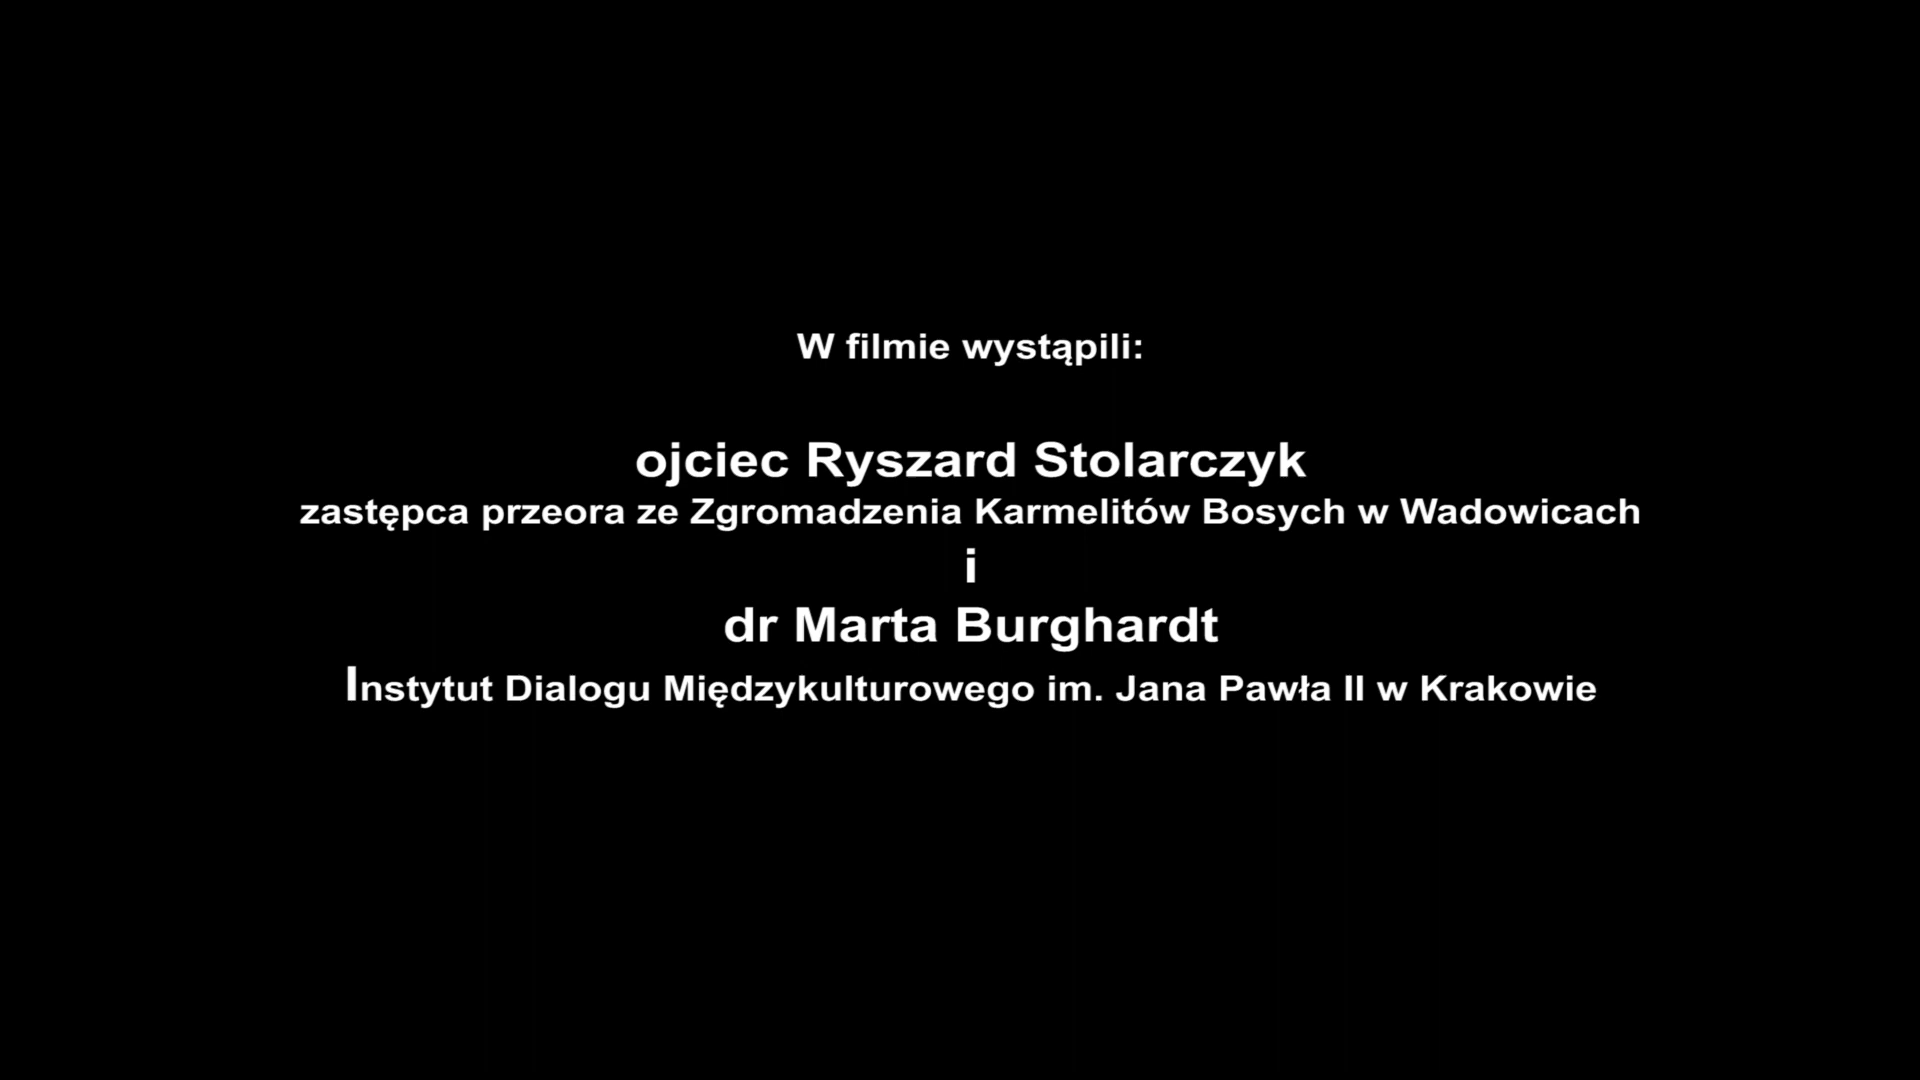 W filmie wystąpili:
ojciec Ryszard Stolarczyk
zastępca przeora ze Zgromadzenia Karmelitów Bosych w Wadowicach
i
dr Marta Burghardt
Instytut Dialogu Międzykulturowego im. Jana Pawła II w Krakowie